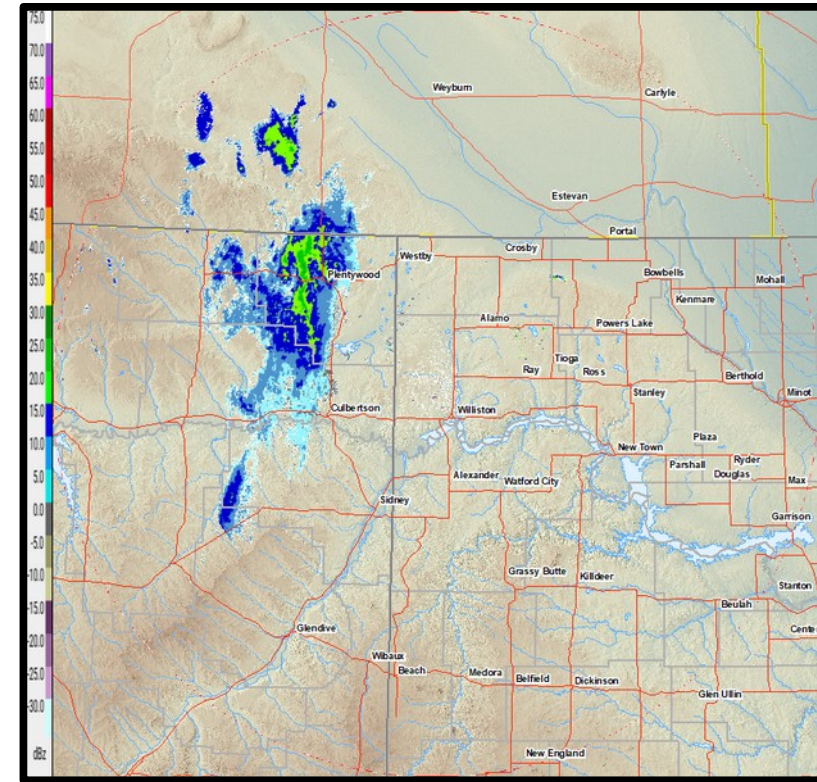 75.0
70.0
65.0
60.0
55.0
50.0
45.0
40.0
35.0
30.0
25.0
20.0
15.0
10.0
5.0
0.0
-5.0
-10.0
-15.0
-20.0
-25.0
-30.0
dBz
Weyburn
Carlyle
Estevan
Portal
Crosby
Westby
Plentywood
Bowbells
Mohall
Kenmare
Alamo
Powers Lake
Tioga
Ray
Ross
Berthold
Stanley
Minot
Culbertson
Williston
Plaza
New Town
Ryder
Parshall
Douglas
Max
Alexander
Watford City
Sidney
Garrison
Grassy Butte
Killdeer
Stanton
Beulah
Cente
Glendive
Wibaux
Beach
Medora
Belfield
Dickinson
Glen Ullin
New England